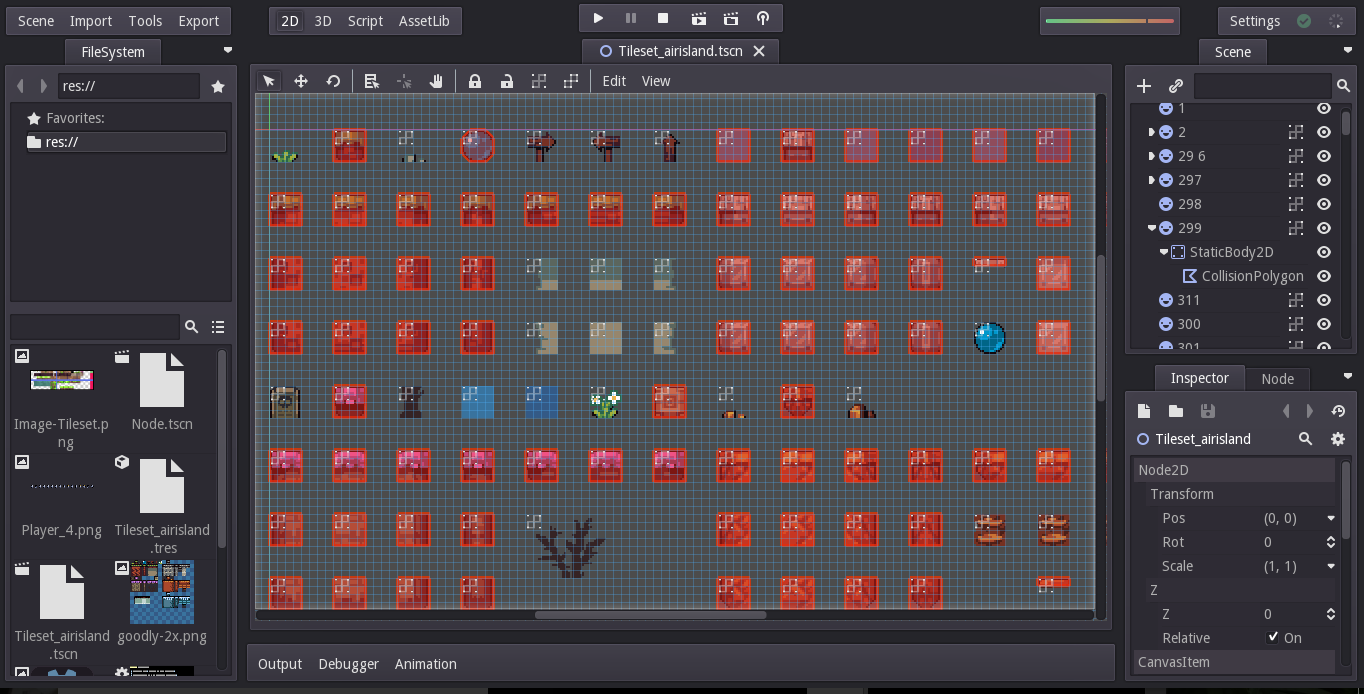 Scene Import Tools Export
2D 3D Script AssetLib
Settings
FileSystem
Tileset_airisland.tscn
Scene
res://
Edit View
Favorites:
res://
1
2
29 6
297
298
299
StaticBody2D
CollisionPolygon
311
300
301
Image-Tileset.p
ng
Node.tscn
Player_4.png
Tileset_airisland
.tres
Tileset_airisland.
tscn
goodly-2x.png
Inspector Node
Tileset_airisland
Node2D
Transform
Pos (0, 0)
Rot 0
Scale (1, 1)
Z
Z 0
Relative On
CanvasItem
Output Debugger Animation